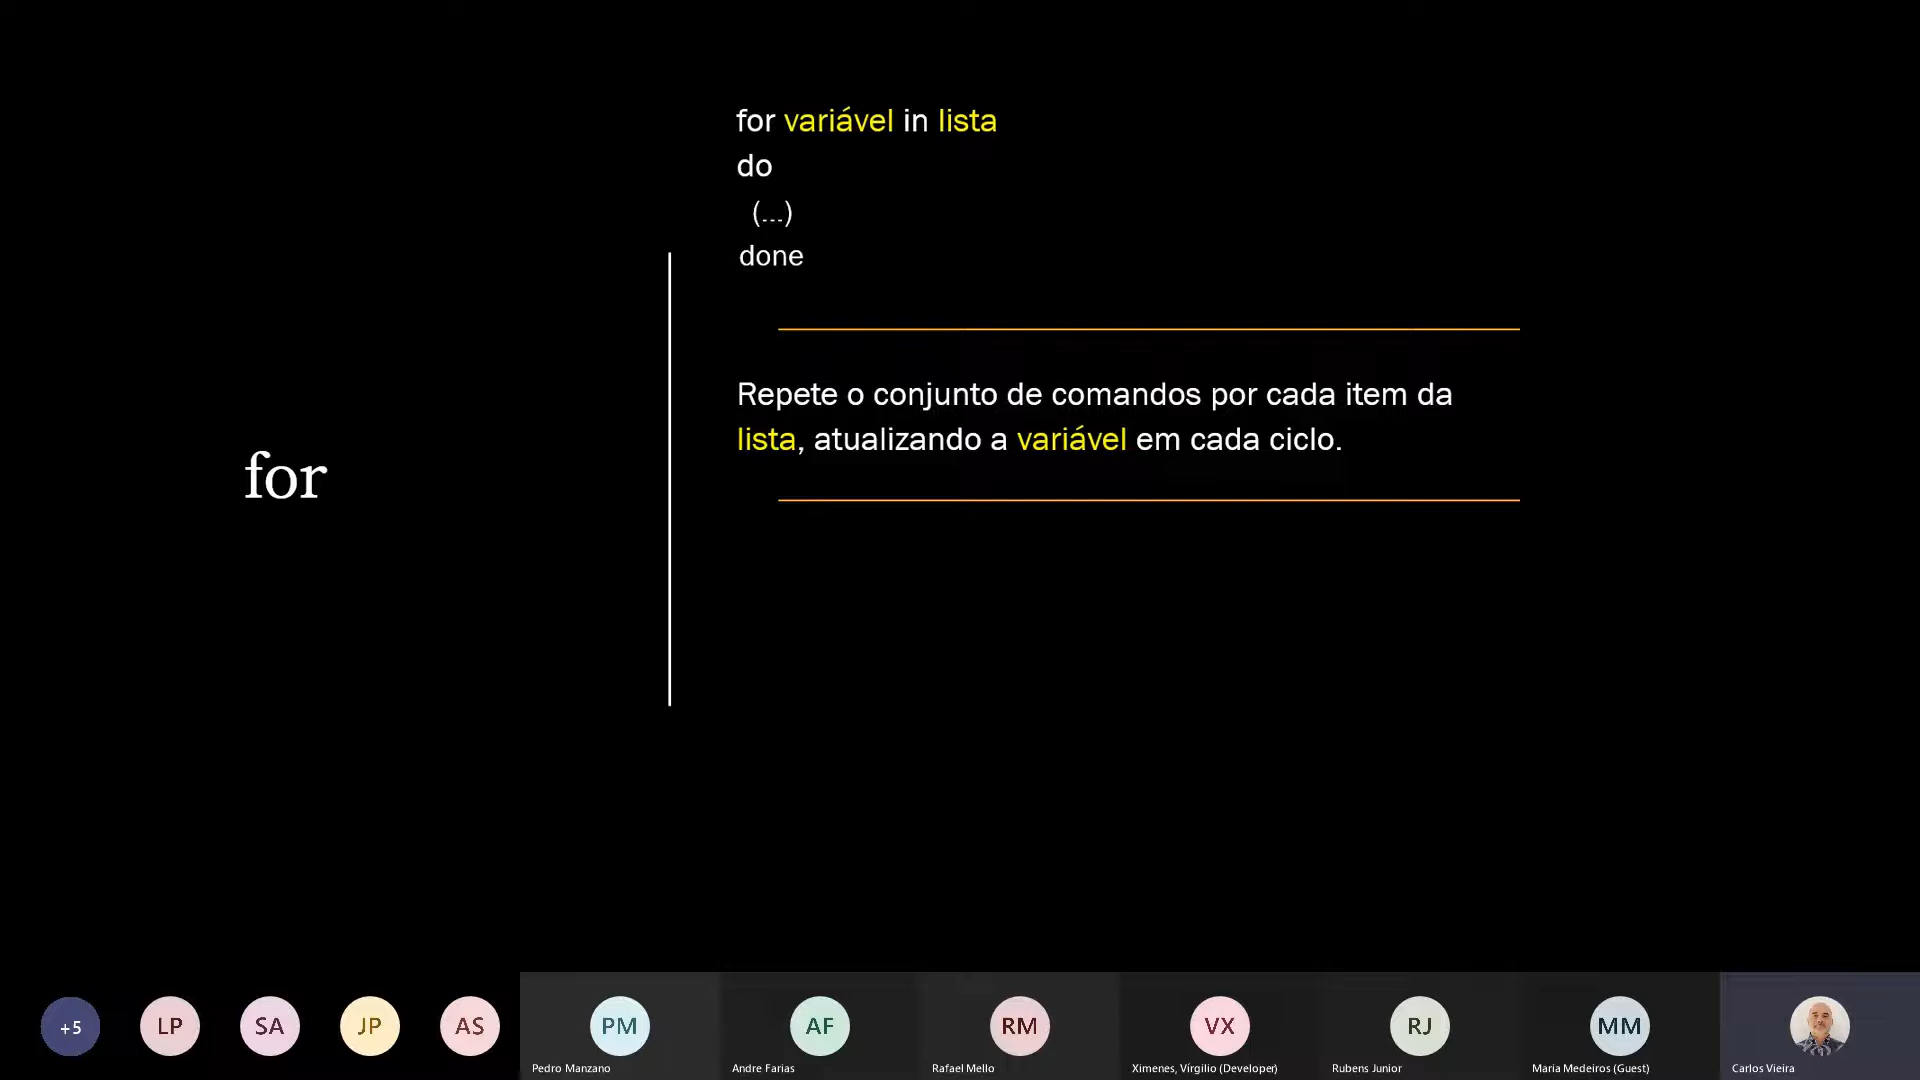 for variável in lista
do
(...)
done
Repete o conjunto de comandos por cada item da
lista, atualizando a variável em cada ciclo.
for
+5
LP
SA
JP
AS
PM
AF
RM
VX
RJ
MM
Pedro Manzano
Andre Farias
Rafael Mello
Ximenes, Vírgilio (Developer)
Rubens Junior
Maria Medeiros (Guest)
Carlos Vieira